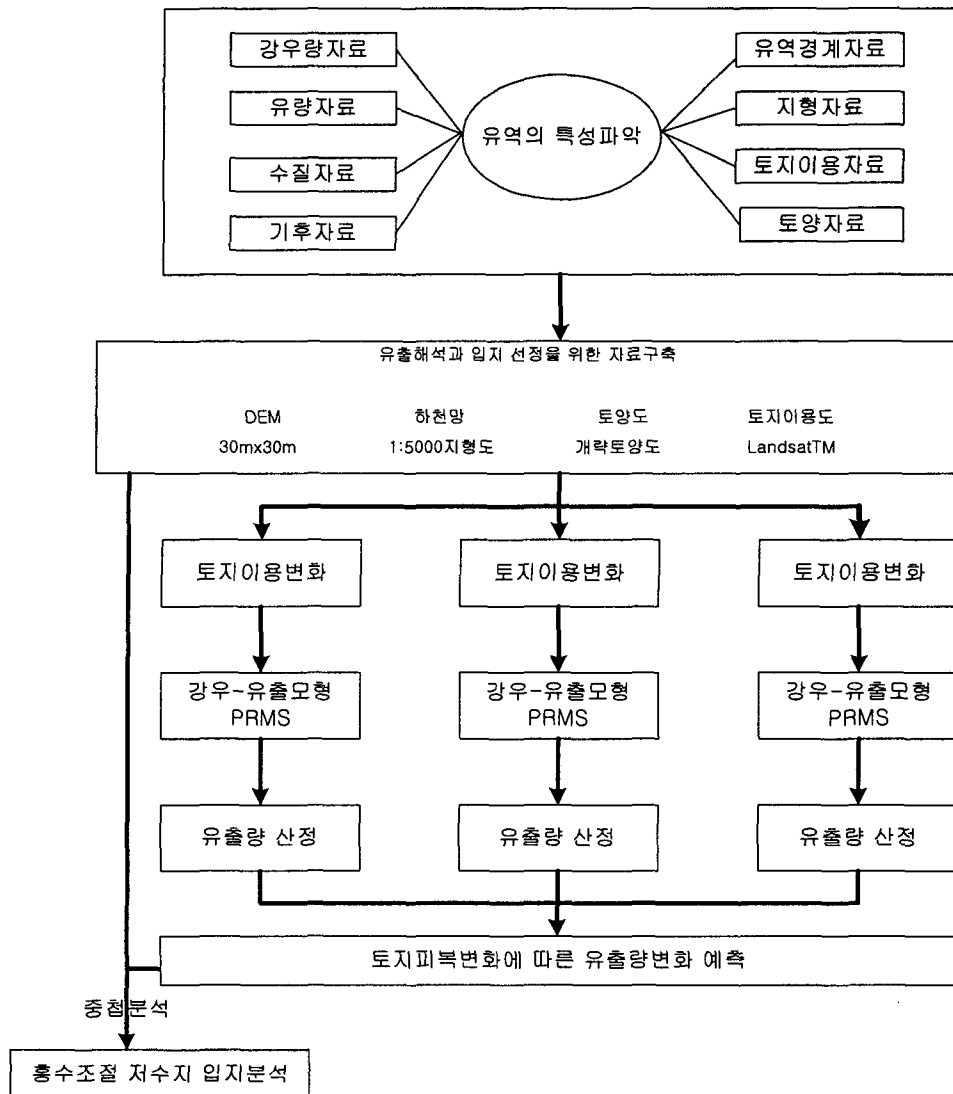 강우량자료
유역경계자료
유량자료
지형자료
유역의 특성파악
수질자료
토지이용자료
기후자료
토양자료
유출해석과 입지 선정을 위한 자료구축
DEM
하천망
토양도
토지이용도
30mx30m
1:5000지형도
개략토양도
LandsatTM
토지이용변화
토지이용변화
토지이용변화
강우-유출모형
PRMS
강우-유출모형
PRMS
강우-유출모형
PRMS
유출량 산정
유출량 산정
유출량 산정
토지피복변화에 따른 유출량변화 예측
중첩분석
홍수조절 저수지 입지분석